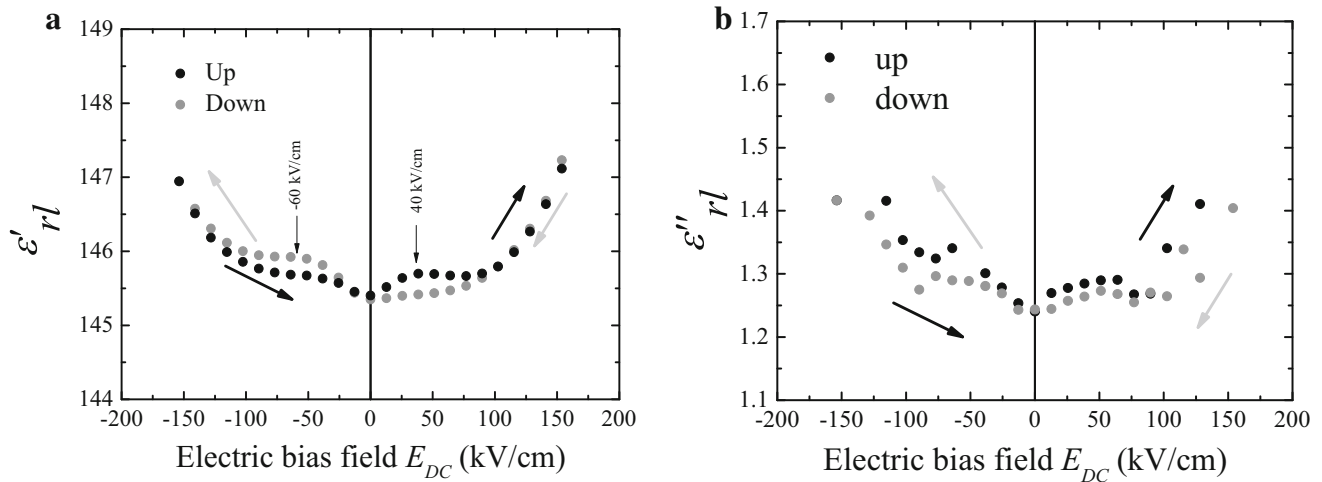 a
149
148
147
146
145
144
Up
Down
-60 kV/cm
40 kV/cm
ε'rl
-200 -150 -100 -50 0 50 100 150 200
Electric bias field EDC (kV/cm)
b
1.7
1.6
1.5
1.4
1.3
1.2
1.1
up
down
ε''rl
-200 -150 -100 -50 0 50 100 150 200
Electric bias field EDC (kV/cm)